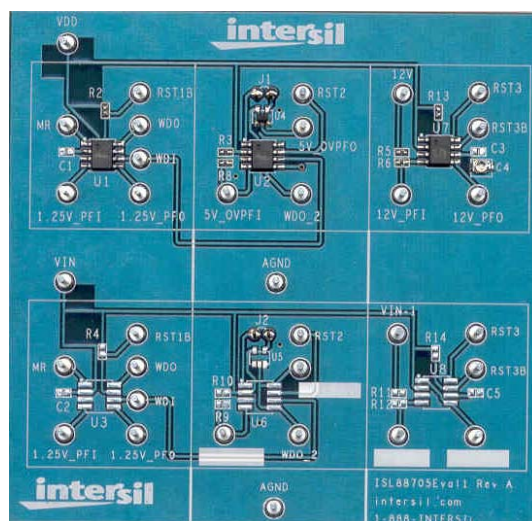 VDD
intersil
R2
RST1B
J1
RST2
12V
R13
RST3
MR
WDO
U4
U7
RST3B
C1
WDI
R3
5V_OVPFO
R5
C3
U1
R8
U2
R6
C4
1.25V_PFI
1.25V_PFO
5V_OVPFI
WDO_2
12V_PFI
12V_PFO
VIN
AGND
R4
RST1B
J2
RST2
VIN-1
R14
RST3
MR
WDO
U5
U8
RST3B
C2
WDI
R10
R11
C5
U3
R9
U6
R12
1.25V_PFI
1.25V_PFO
WDO_2
intersil
AGND
ISL88705Eval1 Rev A
intersil.com
1-888-INTERSIL